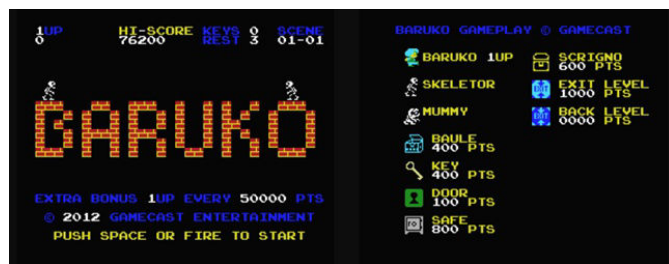 1UP HI-SCORE KEYS 0 SCENE
0 76200 REST 3 01-01
BARUKO
EXTRA BONUS 1UP EVERY 50000 PTS
© 2012 GAMECAST ENTERTAINMENT
PUSH SPACE OR FIRE TO START
BARUKO GAMEPLAY © GAMECAST
BARUKO 1UP
SKELETOR
MUMMY
BAULE
400 PTS
KEY
400 PTS
DOOR
100 PTS
SAFE
800 PTS
SCRIGNO
600 PTS
EXIT LEVEL
1000 PTS
BACK LEVEL
0000 PTS